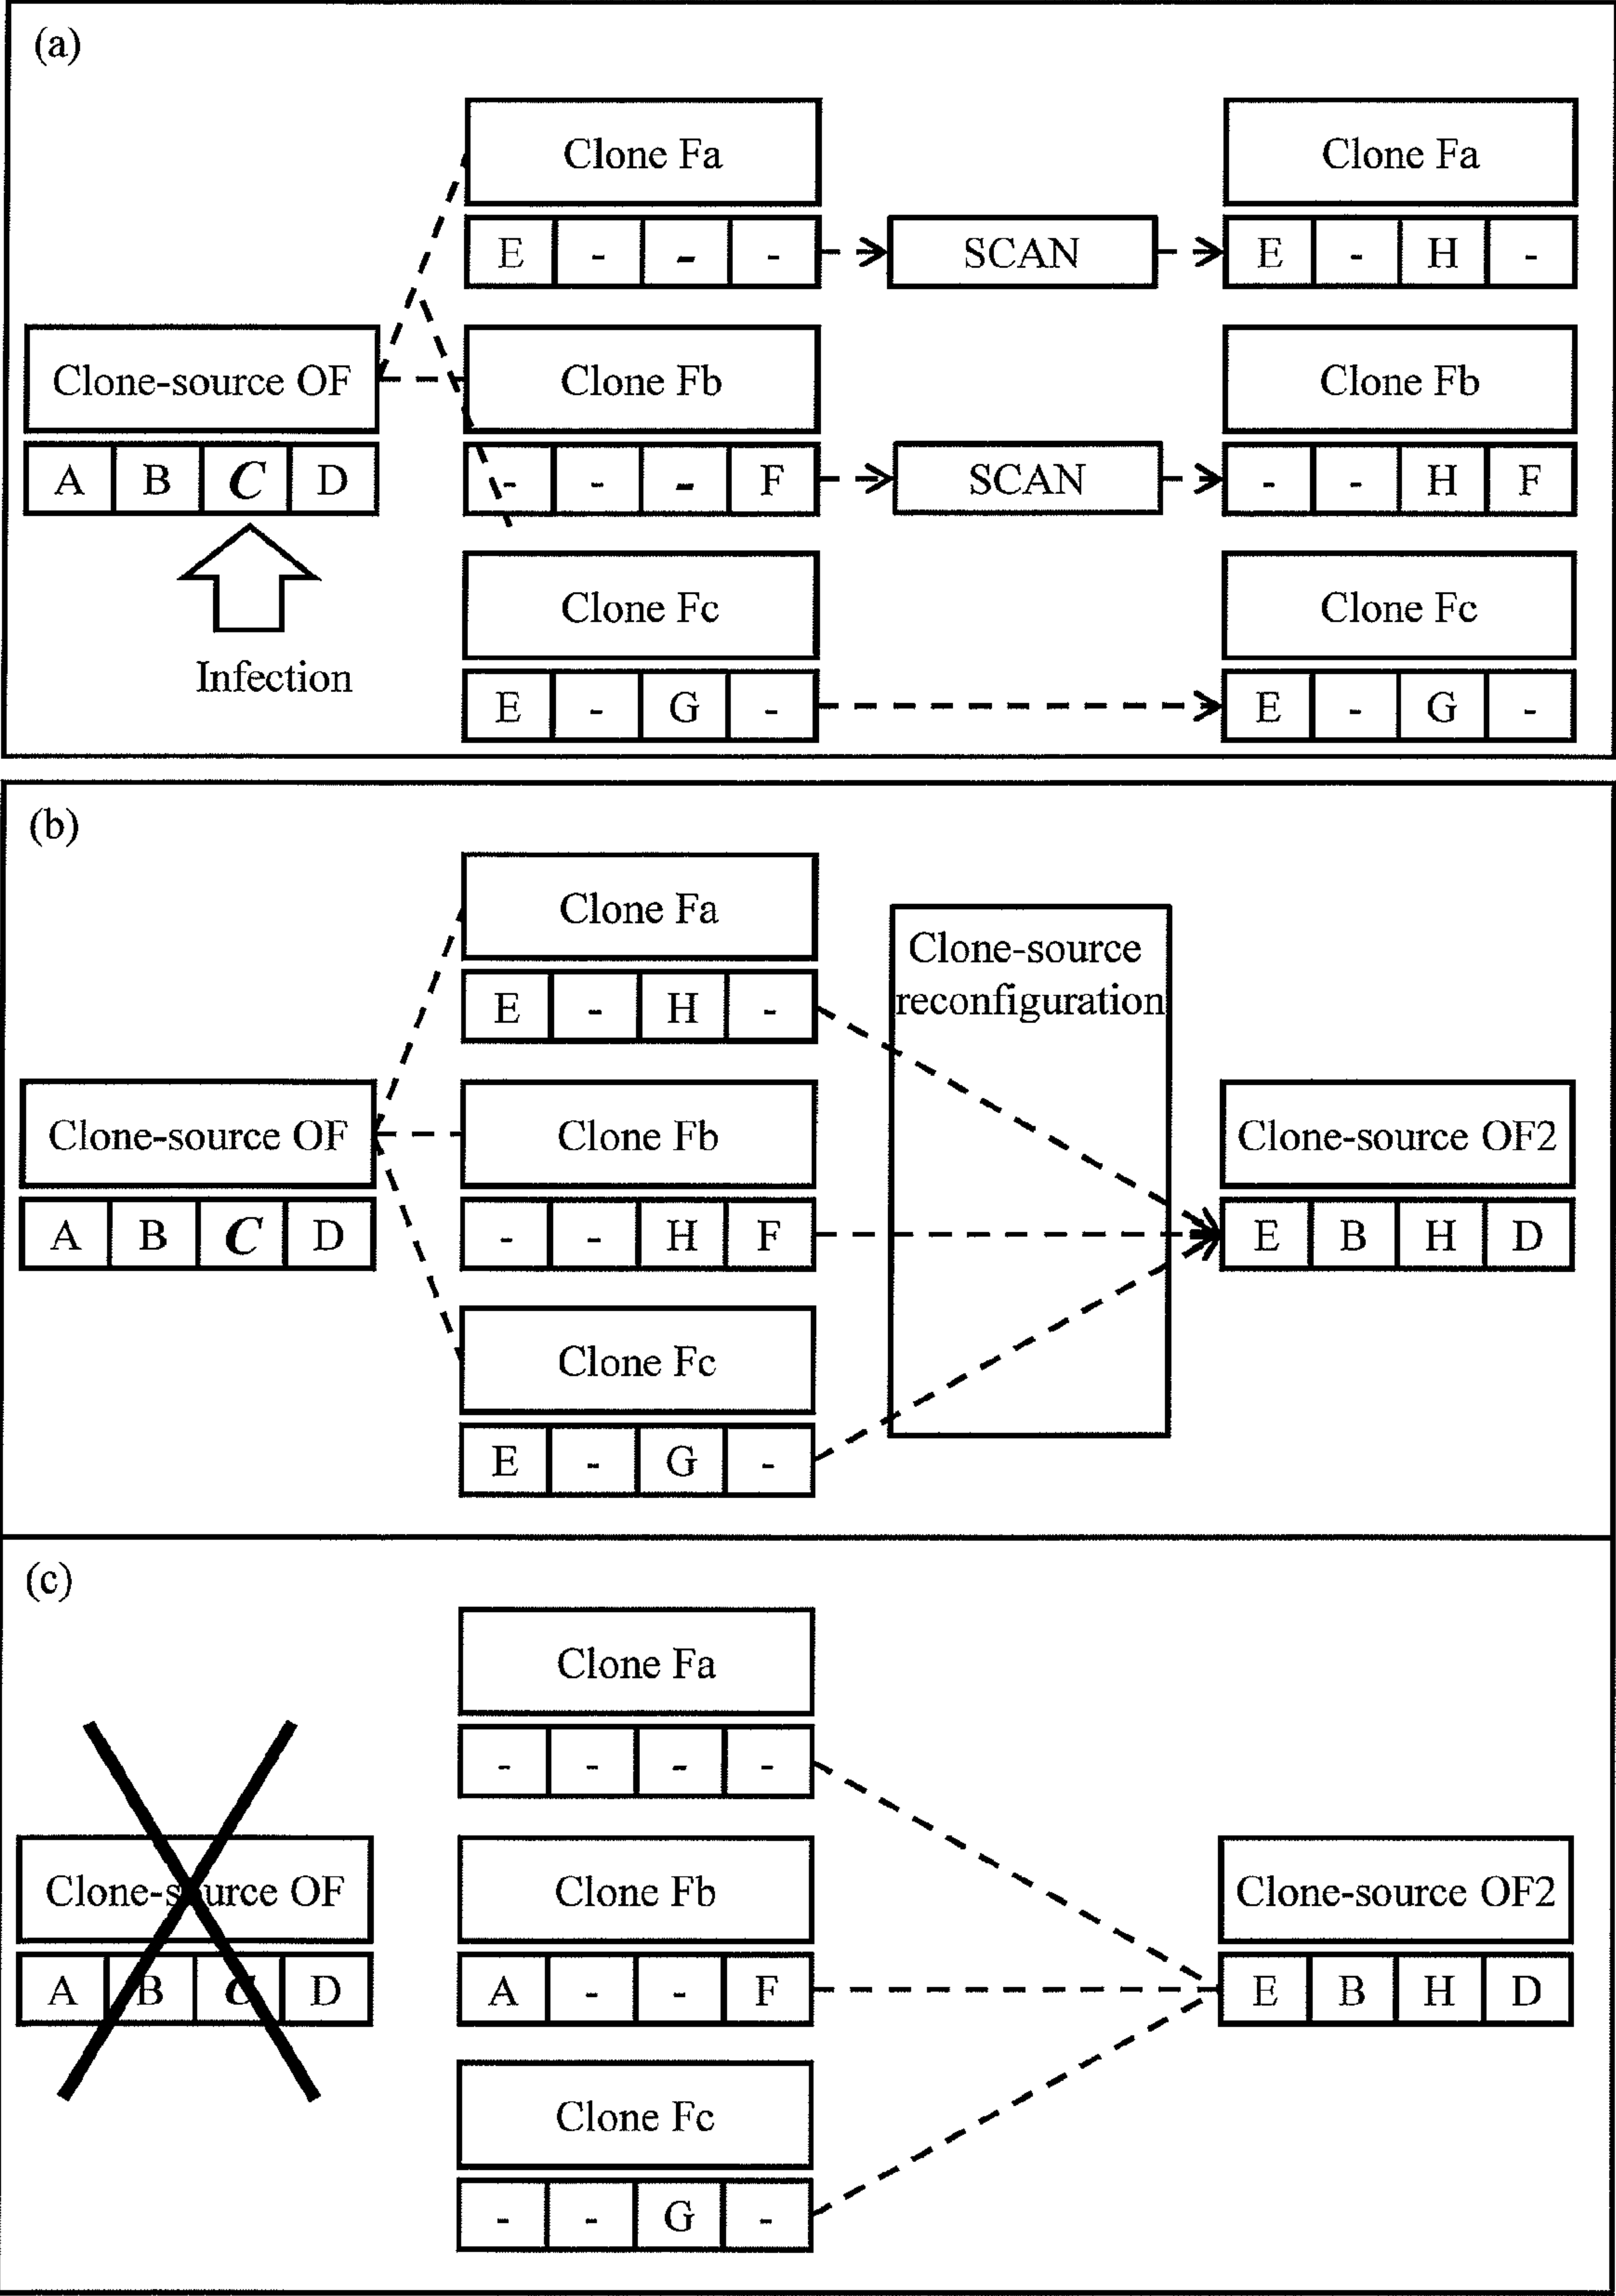 (a)
Clone Fa
Clone Fa
E - - -
SCAN
E - H -
Clone-source OF
Clone Fb
Clone Fb
A B C D
- - - F
SCAN
- - H F
Clone Fc
Clone Fc
Infection
E - G -
E - G -
(b)
Clone Fa
Clone-source
reconfiguration
E - H -
Clone-source OF
Clone Fb
Clone-source OF2
A B C D
- - H F
E B H D
Clone Fc
E - G -
(c)
Clone Fa
- - - -
Clone-source OF
Clone Fb
Clone-source OF2
A B C D
A - - F
E B H D
Clone Fc
- - G -